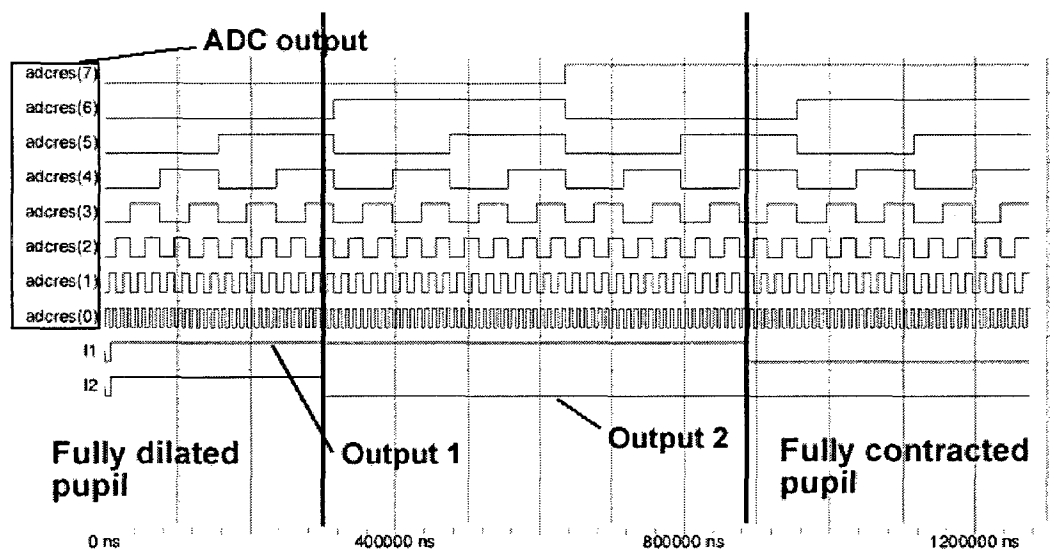 ADC output
adcres(7)
adcres(6)
adcres(5)
adcres(4)
adcres(3)
adcres(2)
adcres(1)
adcres(0)
I1
I2
Fully dilated
pupil
Output 1
Output 2
Fully contracted
pupil
0 ns 400000 ns 800000 ns 1200000 ns